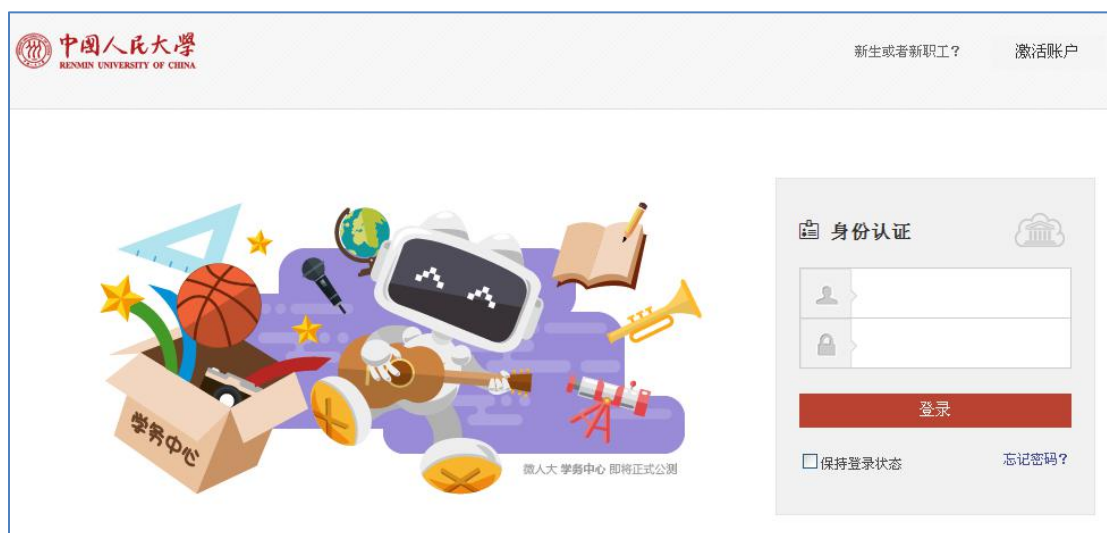 中国人民大學
RENMIN UNIVERSITY OF CHINA
新生或者新职工?
激活账户
身份认证
登录
保持登录状态
忘记密码?
学务中心
微人大 学务中心 即将正式公测